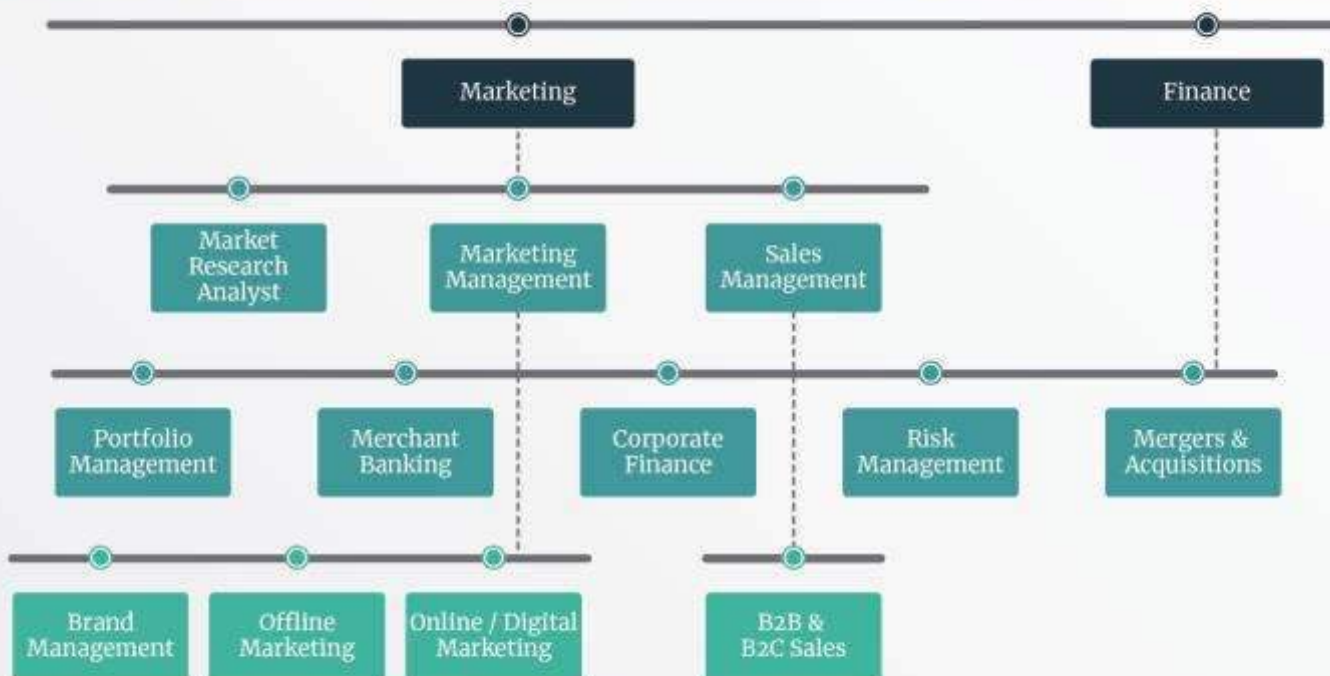 Marketing
Finance
Market
Research
Analyst
Marketing
Management
Sales
Management
Portfolio
Management
Merchant
Banking
Corporate
Finance
Risk
Management
Mergers &
Acquisitions
Brand
Management
Offline
Marketing
Online / Digital
Marketing
B2B &
B2C Sales